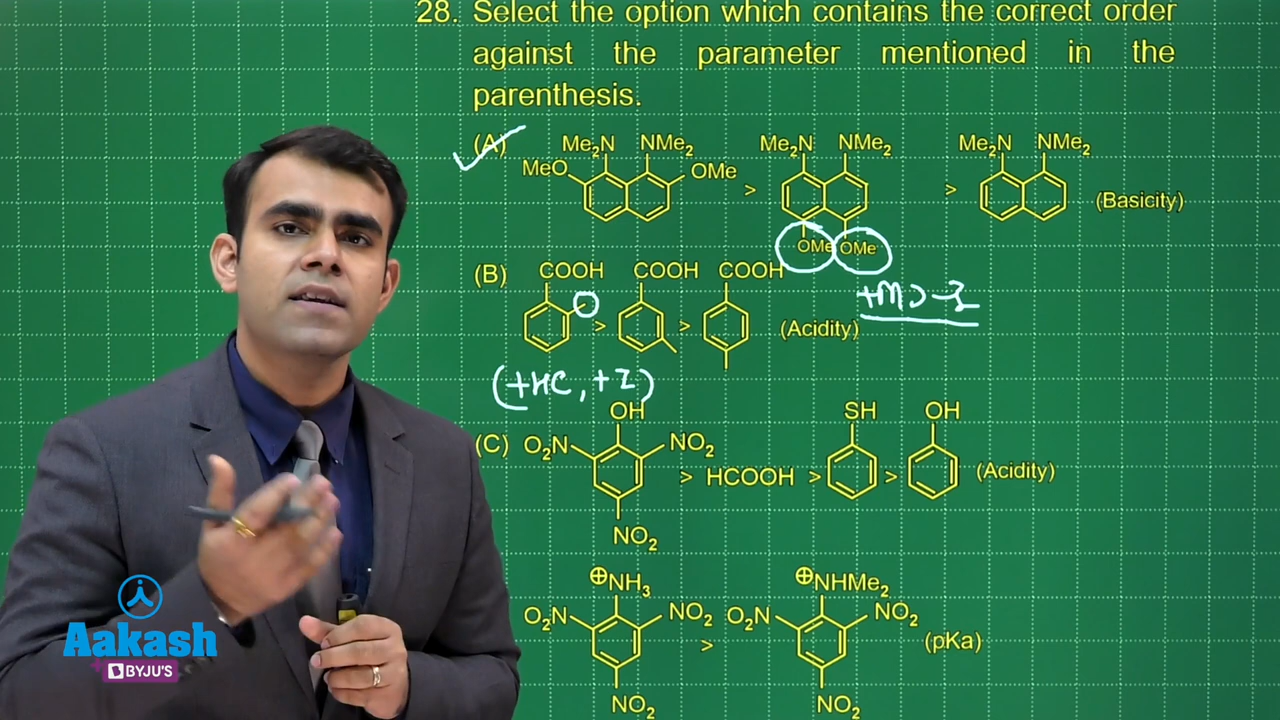 28. Select the option which contains the correct order
against the parameter mentioned in the
parenthesis.
(A) Me₂N NMe₂ MeO OMe > Me₂N NMe₂ OMe OMe > Me₂N NMe₂ (Basicity)
+M > -I
(B) COOH > COOH > COOH (Acidity)
(+HC, +I)
(C) OH O₂N NO₂ NO₂ > HCOOH > SH > OH (Acidity)
⊕NH₃ O₂N NO₂ NO₂ > ⊕NHMe₂ O₂N NO₂ NO₂ (pKa)
Aakash
+ BYJU'S